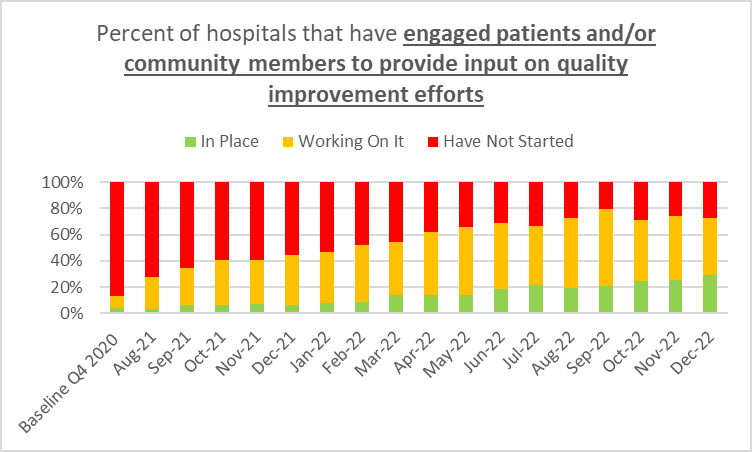 Percent of hospitals that have engaged patients and/or
community members to provide input on quality
improvement efforts
In Place Working On It Have Not Started
100%
80%
60%
40%
20%
0%
Baseline Q4 2020 Aug-21 Sep-21 Oct-21 Nov-21 Dec-21 Jan-22 Feb-22 Mar-22 Apr-22 May-22 Jun-22 Jul-22 Aug-22 Sep-22 Oct-22 Nov-22 Dec-22